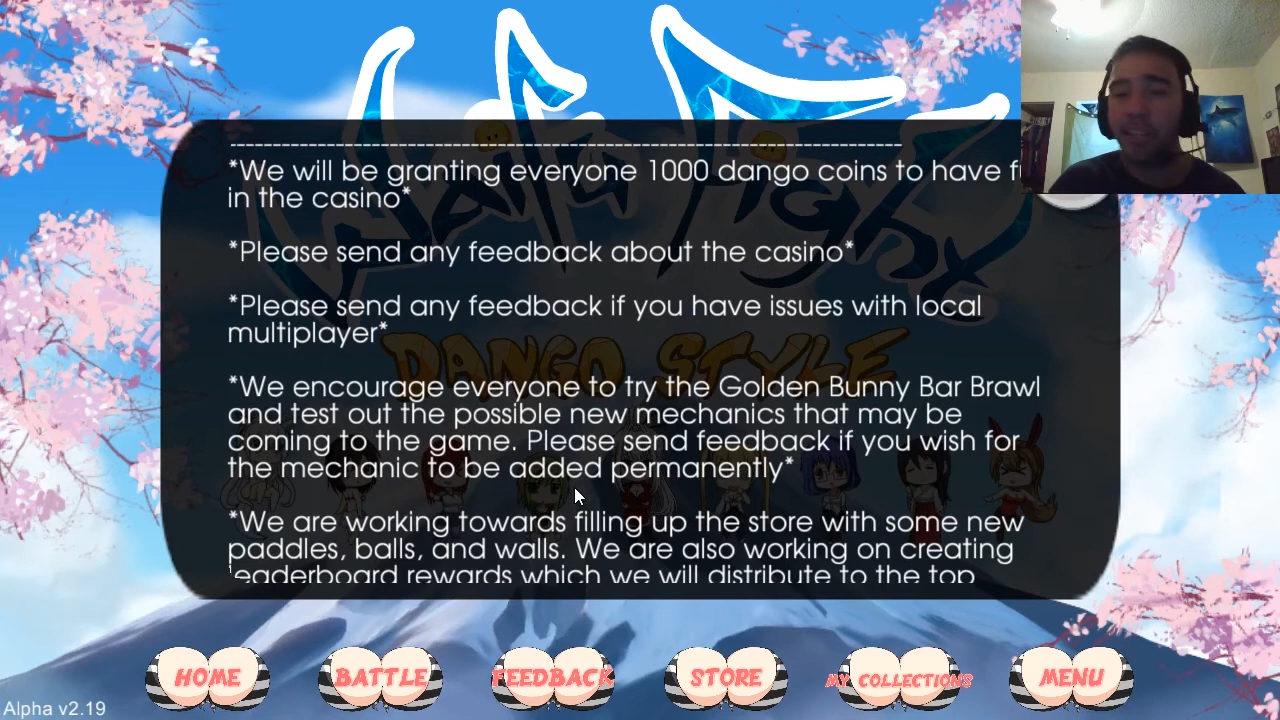 *We will be granting everyone 1000 dango coins to have
in the casino*
*Please send any feedback about the casino*
*Please send any feedback if you have issues with local
multiplayer*
*We encourage everyone to try the Golden Bunny Bar Brawl
and test out the possible new mechanics that may be
coming to the game. Please send feedback if you wish for
the mechanic to be added permanently*
*We are working towards filling up the store with some new
paddles, balls, and walls. We are also working on creating
leaderboard rewards which we will distribute to the top
DANGO STYLE
HOME
BATTLE
FEEDBACK
STORE
MY COLLECTIONS
MENU
Alpha v2.19